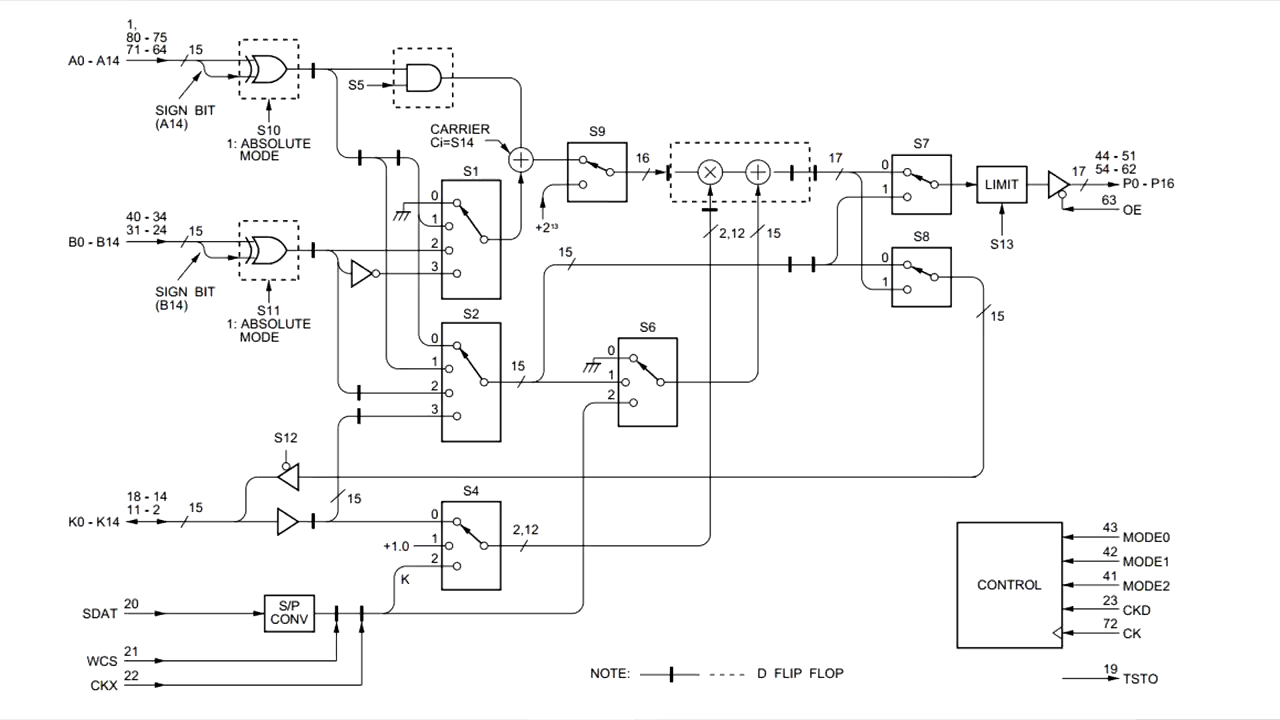 1,
80 - 75
71 - 64
A0 - A14
15
SIGN BIT
(A14)
S10
1: ABSOLUTE
MODE
S5
CARRIER
Ci=S14
S9
+2¹³
16
2,12
15
17
S7
0
1
LIMIT
S13
17
44 - 51
54 - 62
P0 - P16
63
OE
40 - 34
31 - 24
B0 - B14
15
SIGN BIT
(B14)
S11
1: ABSOLUTE
MODE
S1
0
1
2
3
15
S8
0
1
15
S2
0
1
2
3
15
S6
0
1
2
S12
18 - 14
11 - 2
K0 - K14
15
15
S4
0
+1.0
1
2
K
2,12
SDAT
20
S/P
CONV
WCS
21
CKX
22
CONTROL
43
MODE0
42
MODE1
41
MODE2
23
CKD
72
CK
19
TSTO
NOTE:
D FLIP FLOP